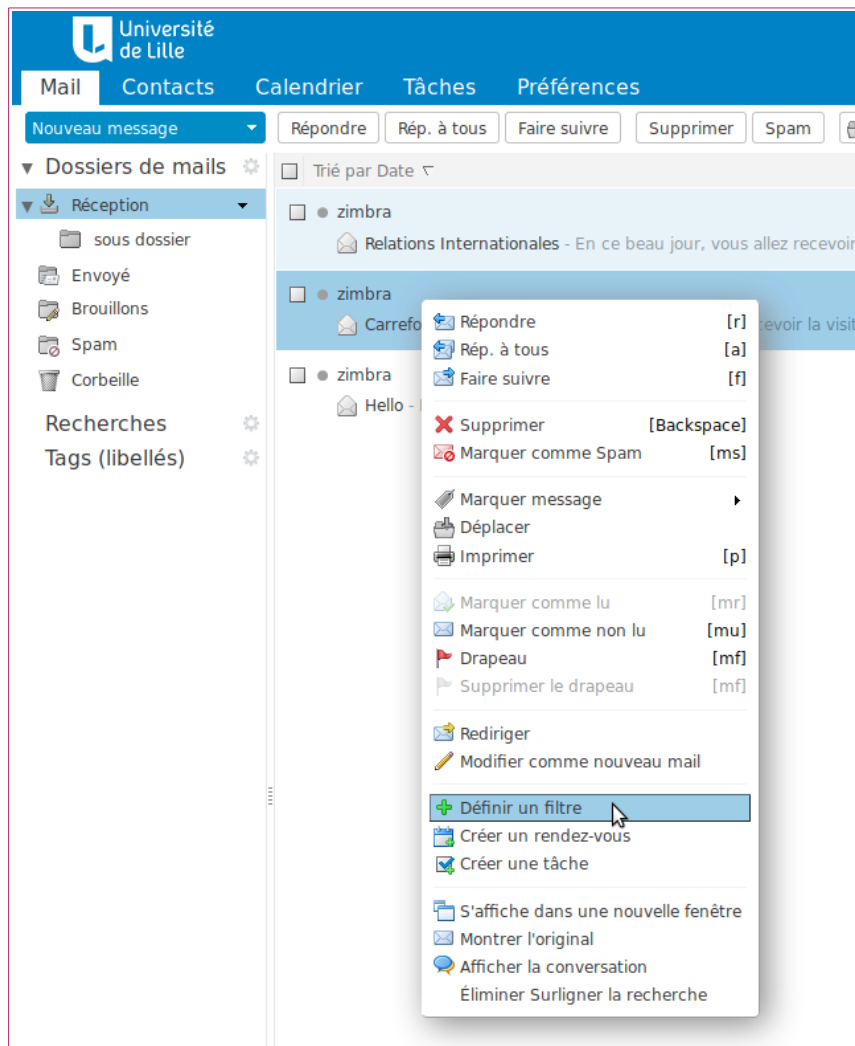 Université
de Lille
Mail Contacts Calendrier Tâches Préférences
Nouveau message Répondre Rép. à tous Faire suivre Supprimer Spam
Dossiers de mails
Trié par Date
Réception
sous dossier
Envoyé
Brouillons
Spam
Corbeille
Recherches
Tags (libellés)
zimbra
Relations Internationales - En ce beau jour, vous allez recevoir
zimbra
Carrefo
cevoir la visit
zimbra
Hello -
Répondre [r]
Rép. à tous [a]
Faire suivre [f]
Supprimer [Backspace]
Marquer comme Spam [ms]
Marquer message
Déplacer
Imprimer [p]
Marquer comme lu [mr]
Marquer comme non lu [mu]
Drapeau [mf]
Supprimer le drapeau [mf]
Rediriger
Modifier comme nouveau mail
Définir un filtre
Créer un rendez-vous
Créer une tâche
S'affiche dans une nouvelle fenêtre
Montrer l'original
Afficher la conversation
Éliminer Surligner la recherche